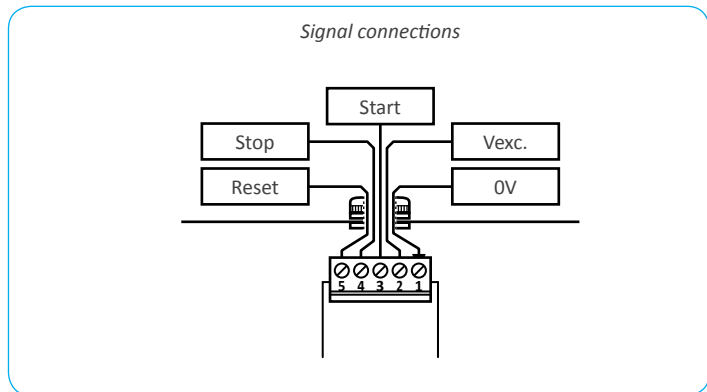 Signal connections
Start
Stop Vexc.
Reset 0V
5 4 3 2 1